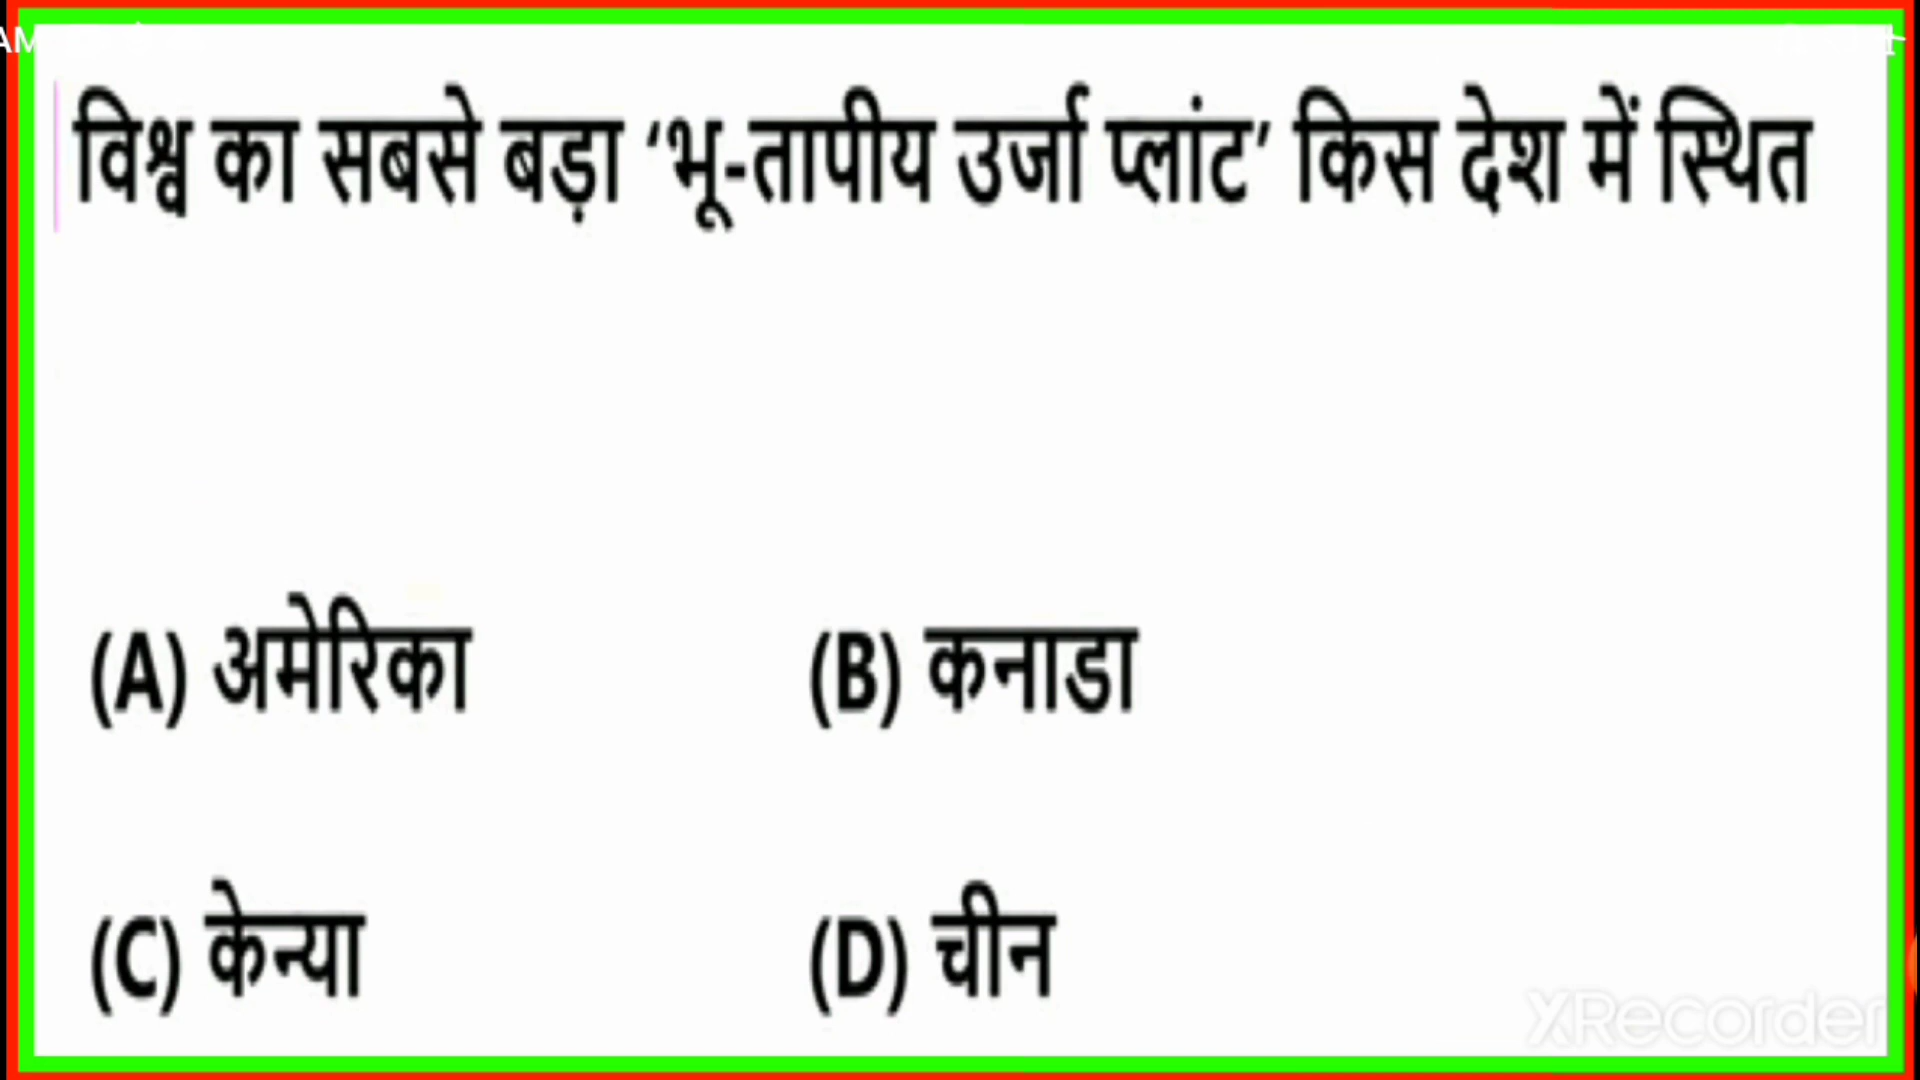 विश्व का सबसे बड़ा ‘भू-तापीय उर्जा प्लांट’ किस देश में स्थित
(A) अमेरिका (B) कनाडा
(C) केन्या (D) चीन
XRecorder